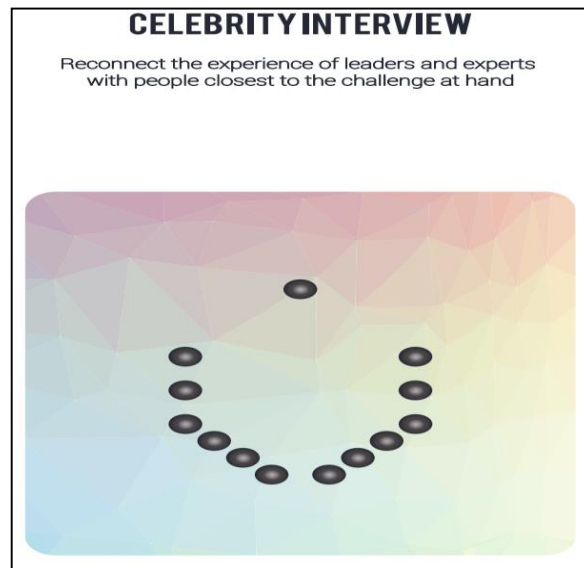 CELEBRITY INTERVIEW
Reconnect the experience of leaders and experts
with people closest to the challenge at hand